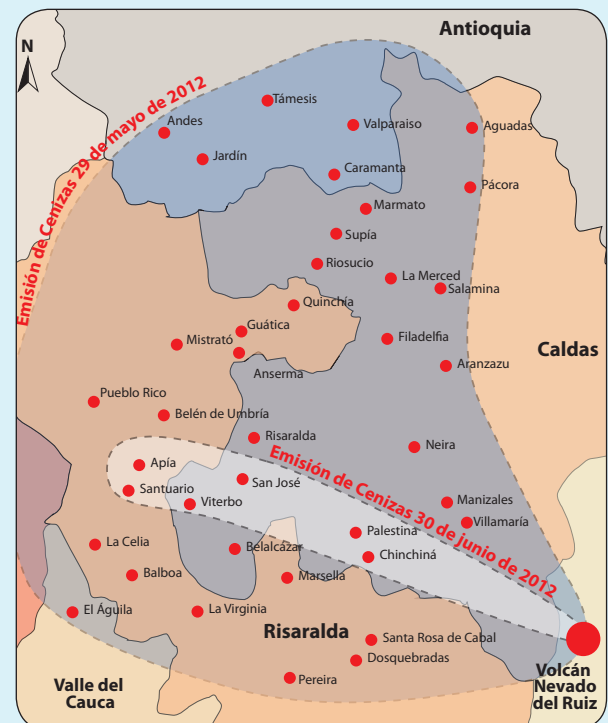 Antioquia
N
Támesis
Andes
Valparaiso
Aguadas
Jardín
Caramanta
Pácora
Emisión de Cenizas 29 de mayo de 2012
Marmato
Supía
Riosucio
La Merced
Salamina
Quinchía
Guática
Mistrató
Filadelfia
Caldas
Anserma
Aranzazu
Pueblo Rico
Belén de Umbría
Risaralda
Neira
Emisión de Cenizas 30 de junio de 2012
Apía
San José
Santuario
Viterbo
Manizales
Villamaría
Palestina
La Celia
Belalcázar
Chinchiná
Balboa
Marsella
El Águila
La Virginia
Risaralda
Santa Rosa de Cabal
Dosquebradas
Pereira
Valle del
Cauca
Volcán
Nevado
del Ruiz